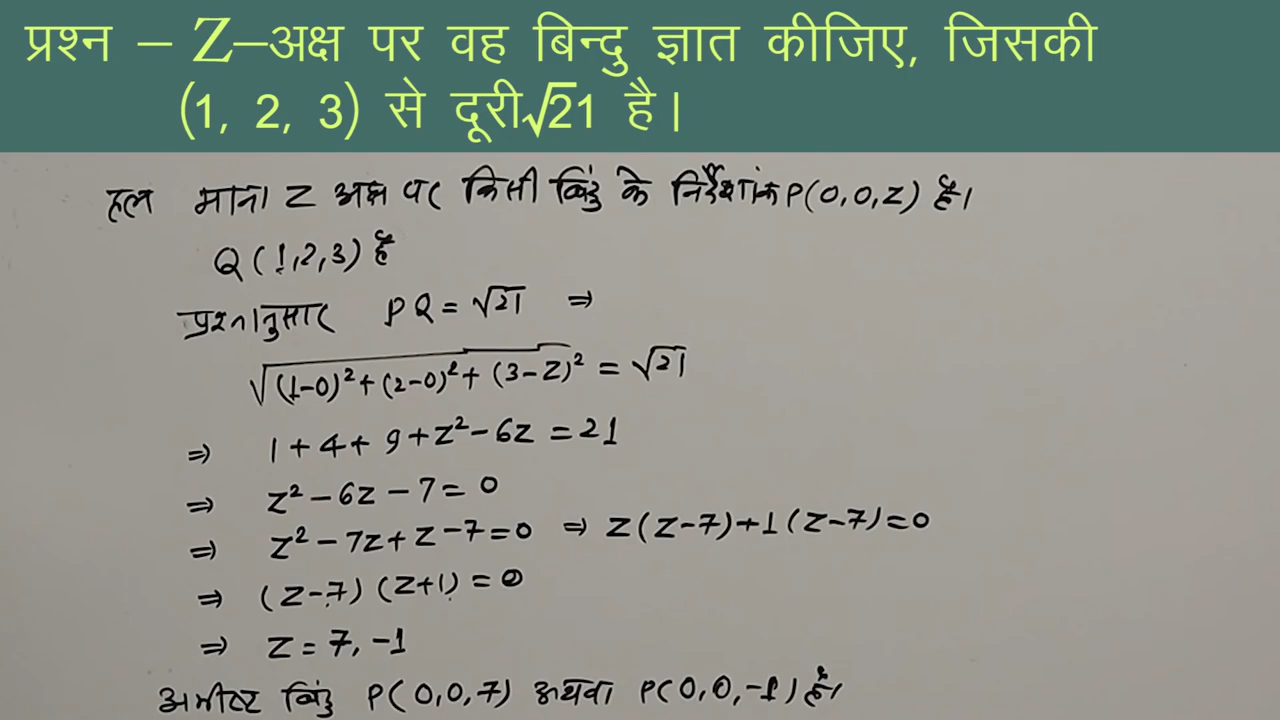 प्रश्न – Z–अक्ष पर वह बिन्दु ज्ञात कीजिए, जिसकी
(1, 2, 3) से दूरी√21 है।
हल माना Z अक्ष पर किसी बिंदु के निर्देशांक P(0,0,Z) है।
Q (1,2,3) है
प्रश्नानुसार PQ = √21 ⇒
√(1-0)²+(2-0)²+(3-Z)² = √21
⇒ 1+4+9+z²-6z = 21
⇒ z²-6z-7=0
⇒ z²-7z+z-7=0 ⇒ z(z-7)+1(z-7)=0
⇒ (z-7)(z+1)=0
⇒ z=7,-1
अभीष्ट बिंदु P(0,0,7) अथवा P(0,0,-1) है।